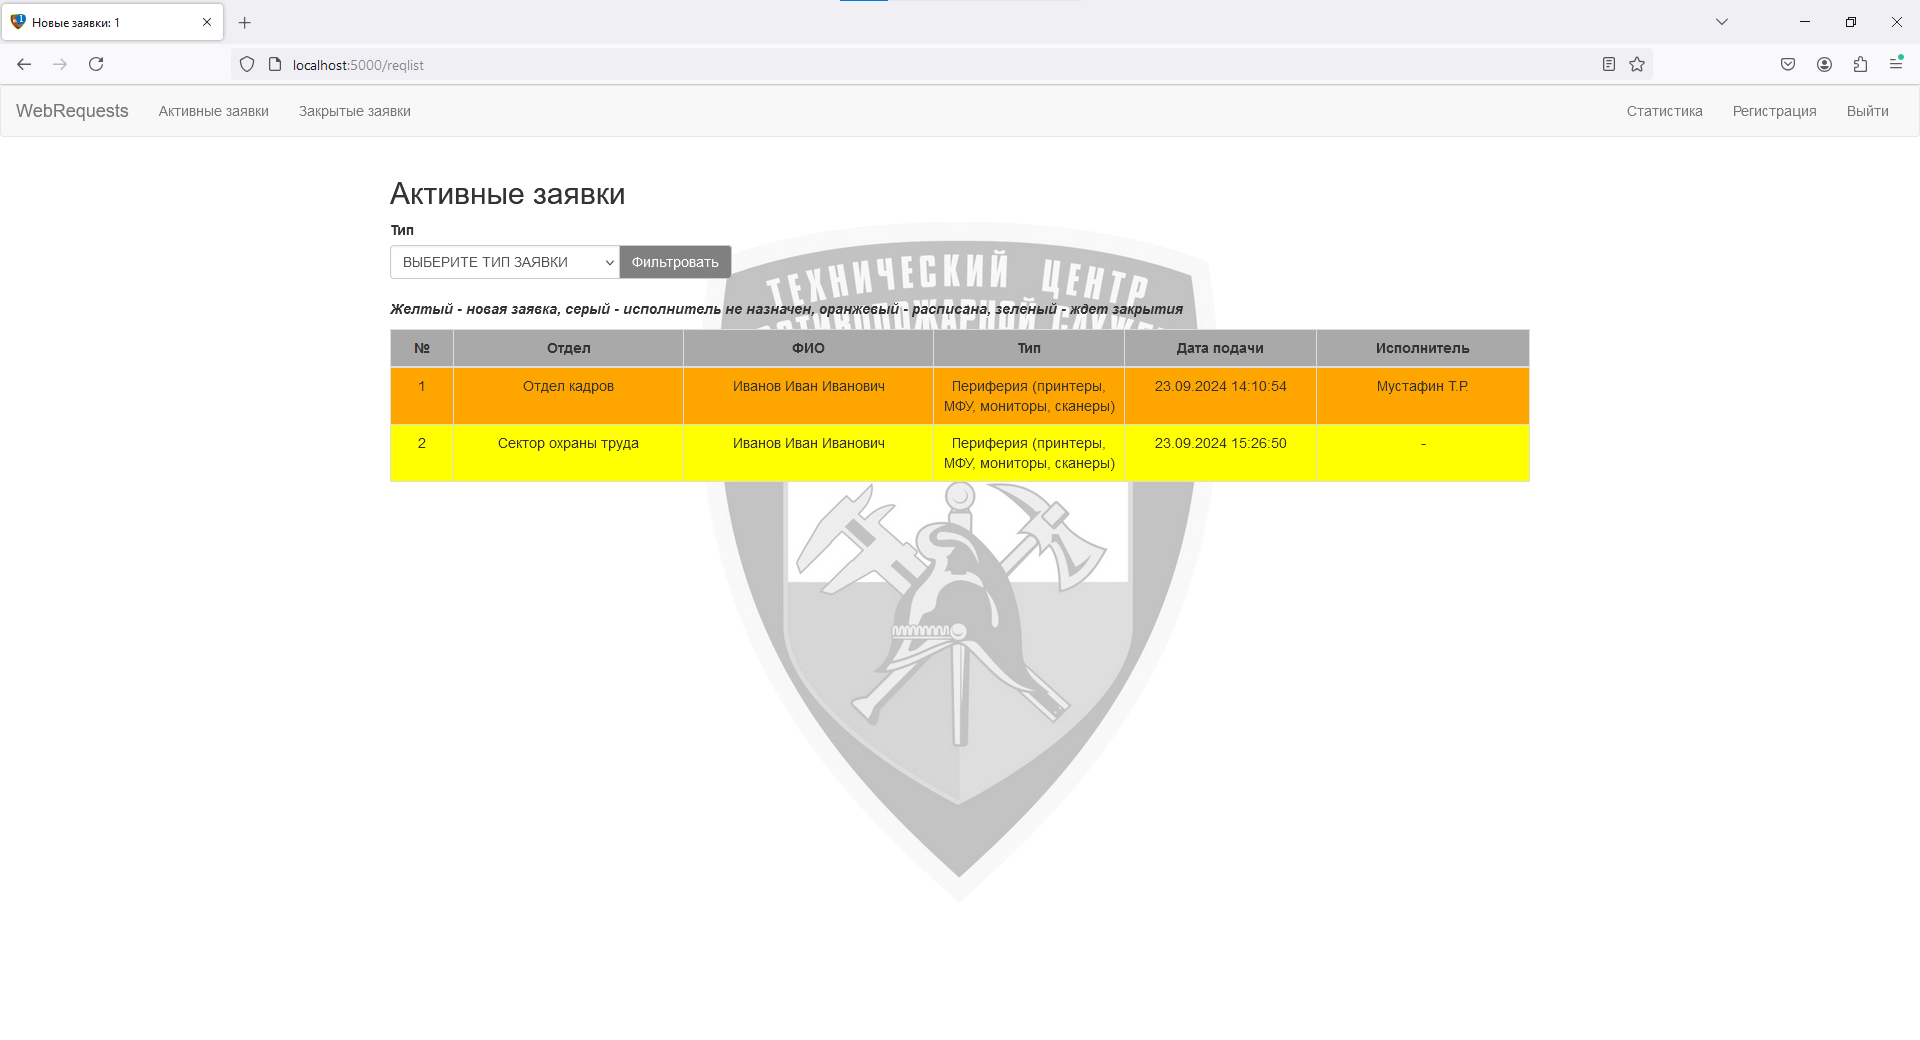 Новые заявки: 1
localhost:5000/reqlist
WebRequests Активные заявки Закрытые заявки Статистика Регистрация Выйти
Активные заявки
Тип
ВЫБЕРИТЕ ТИП ЗАЯВКИ Фильтровать
ТЕХНИЧЕСКИЙ ЦЕНТР
Желтый - новая заявка, серый - исполнитель не назначен, оранжевый - расписана, зеленый - ждет закрытия
№ Отдел ФИО Тип Дата подачи Исполнитель
1 Отдел кадров Иванов Иван Иванович Периферия (принтеры, 23.09.2024 14:10:54 Мустафин Т.Р.
МФУ, мониторы, сканеры)
2 Сектор охраны труда Иванов Иван Иванович Периферия (принтеры, 23.09.2024 15:26:50 -
МФУ, мониторы, сканеры)